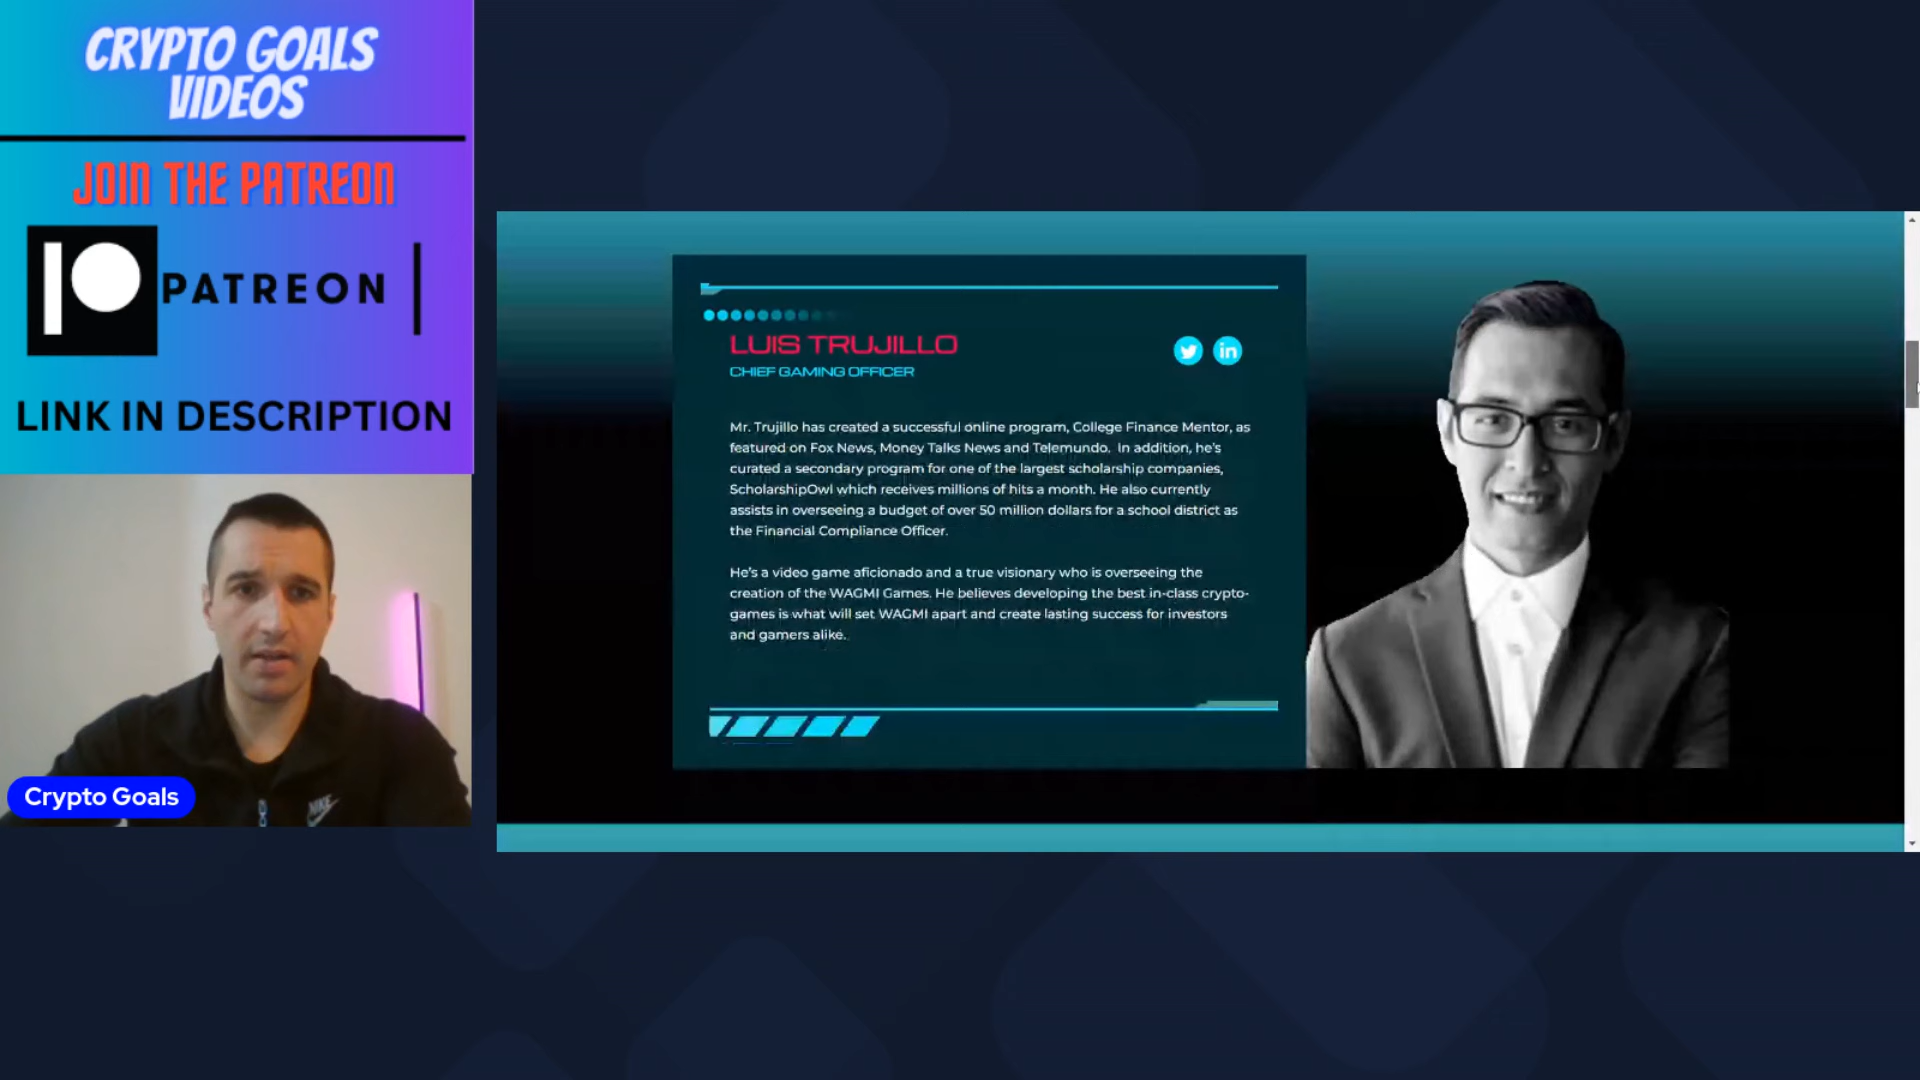 CRYPTO GOALS
VIDEOS
JOIN THE PATREON
PATREON
LINK IN DESCRIPTION
NIKE
Crypto Goals
LUIS TRUJILLO
CHIEF GAMING OFFICER
in
Mr. Trujillo has created a successful online program, College Finance Mentor, as
featured on Fox News, Money Talks News and Telemundo. In addition, he's
curated a secondary program for one of the largest scholarship companies,
ScholarshipOwl which receives millions of hits a month. He also currently
assists in overseeing a budget of over 50 million dollars for a school district as
the Financial Compliance Officer.
He's a video game aficionado and a true visionary who is overseeing the
creation of the WAGMI Games. He believes developing the best in-class crypto-
games is what will set WAGMI apart and create lasting success for investors
and gamers alike.